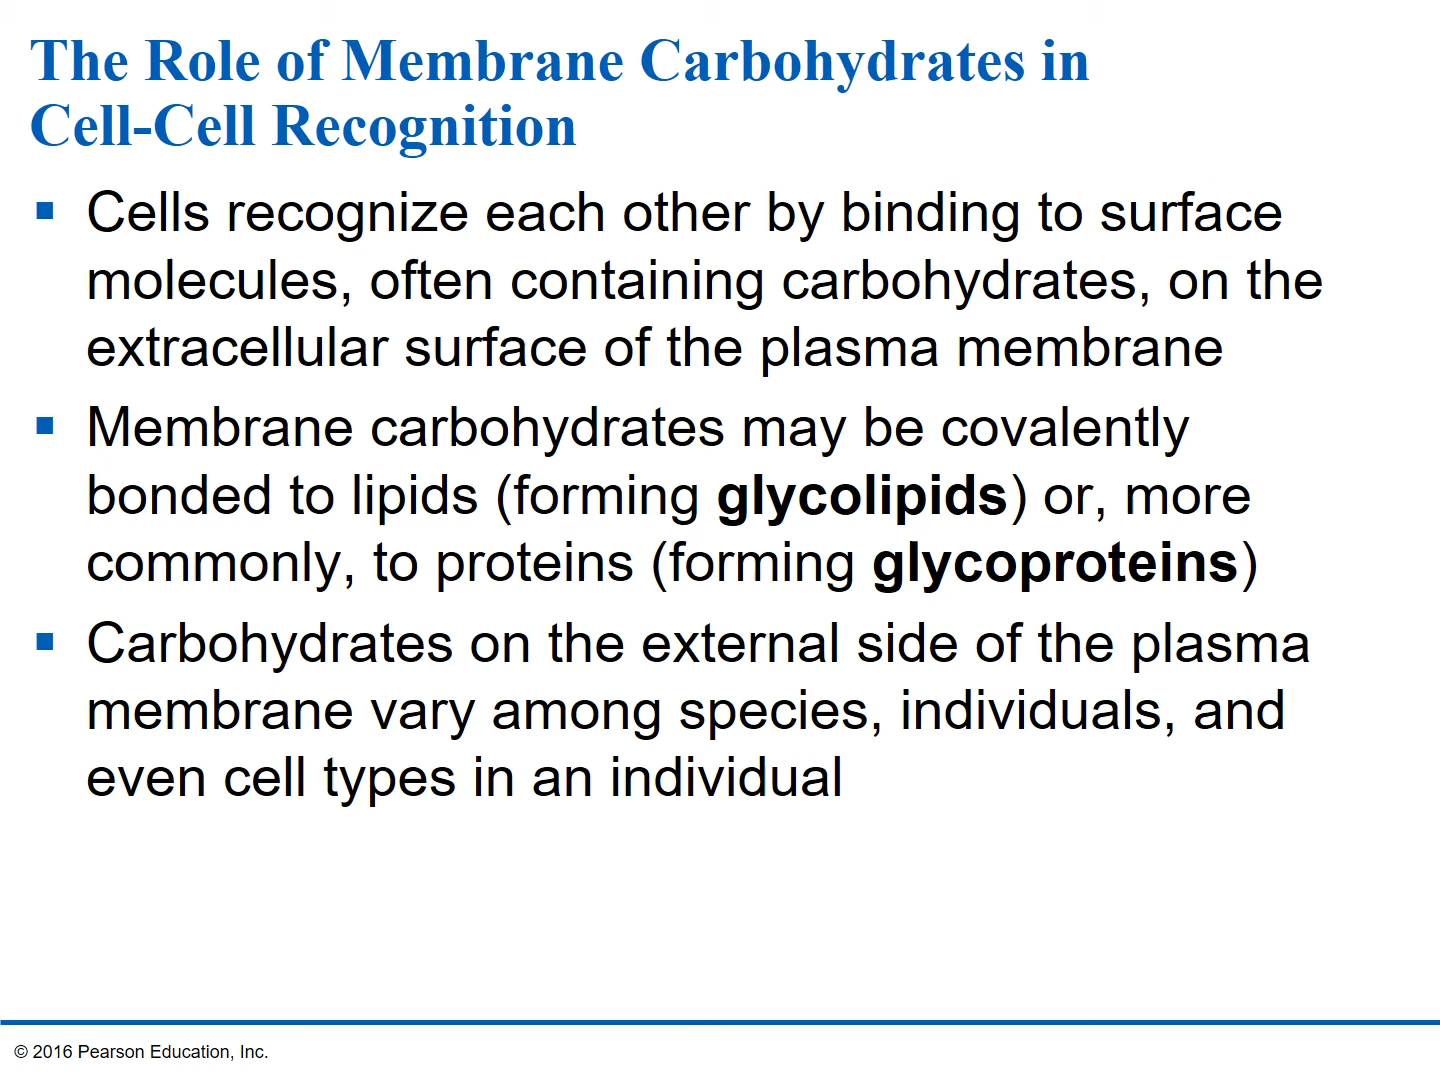 The Role of Membrane Carbohydrates in
Cell-Cell Recognition
▪ Cells recognize each other by binding to surface
molecules, often containing carbohydrates, on the
extracellular surface of the plasma membrane
▪ Membrane carbohydrates may be covalently
bonded to lipids (forming glycolipids) or, more
commonly, to proteins (forming glycoproteins)
▪ Carbohydrates on the external side of the plasma
membrane vary among species, individuals, and
even cell types in an individual
© 2016 Pearson Education, Inc.